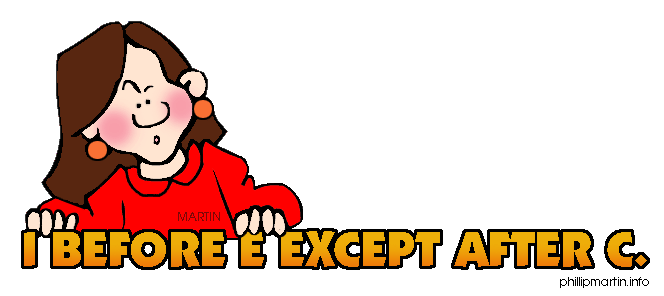 MARTIN
I BEFORE E EXCEPT AFTER C.
phillipmartin.info